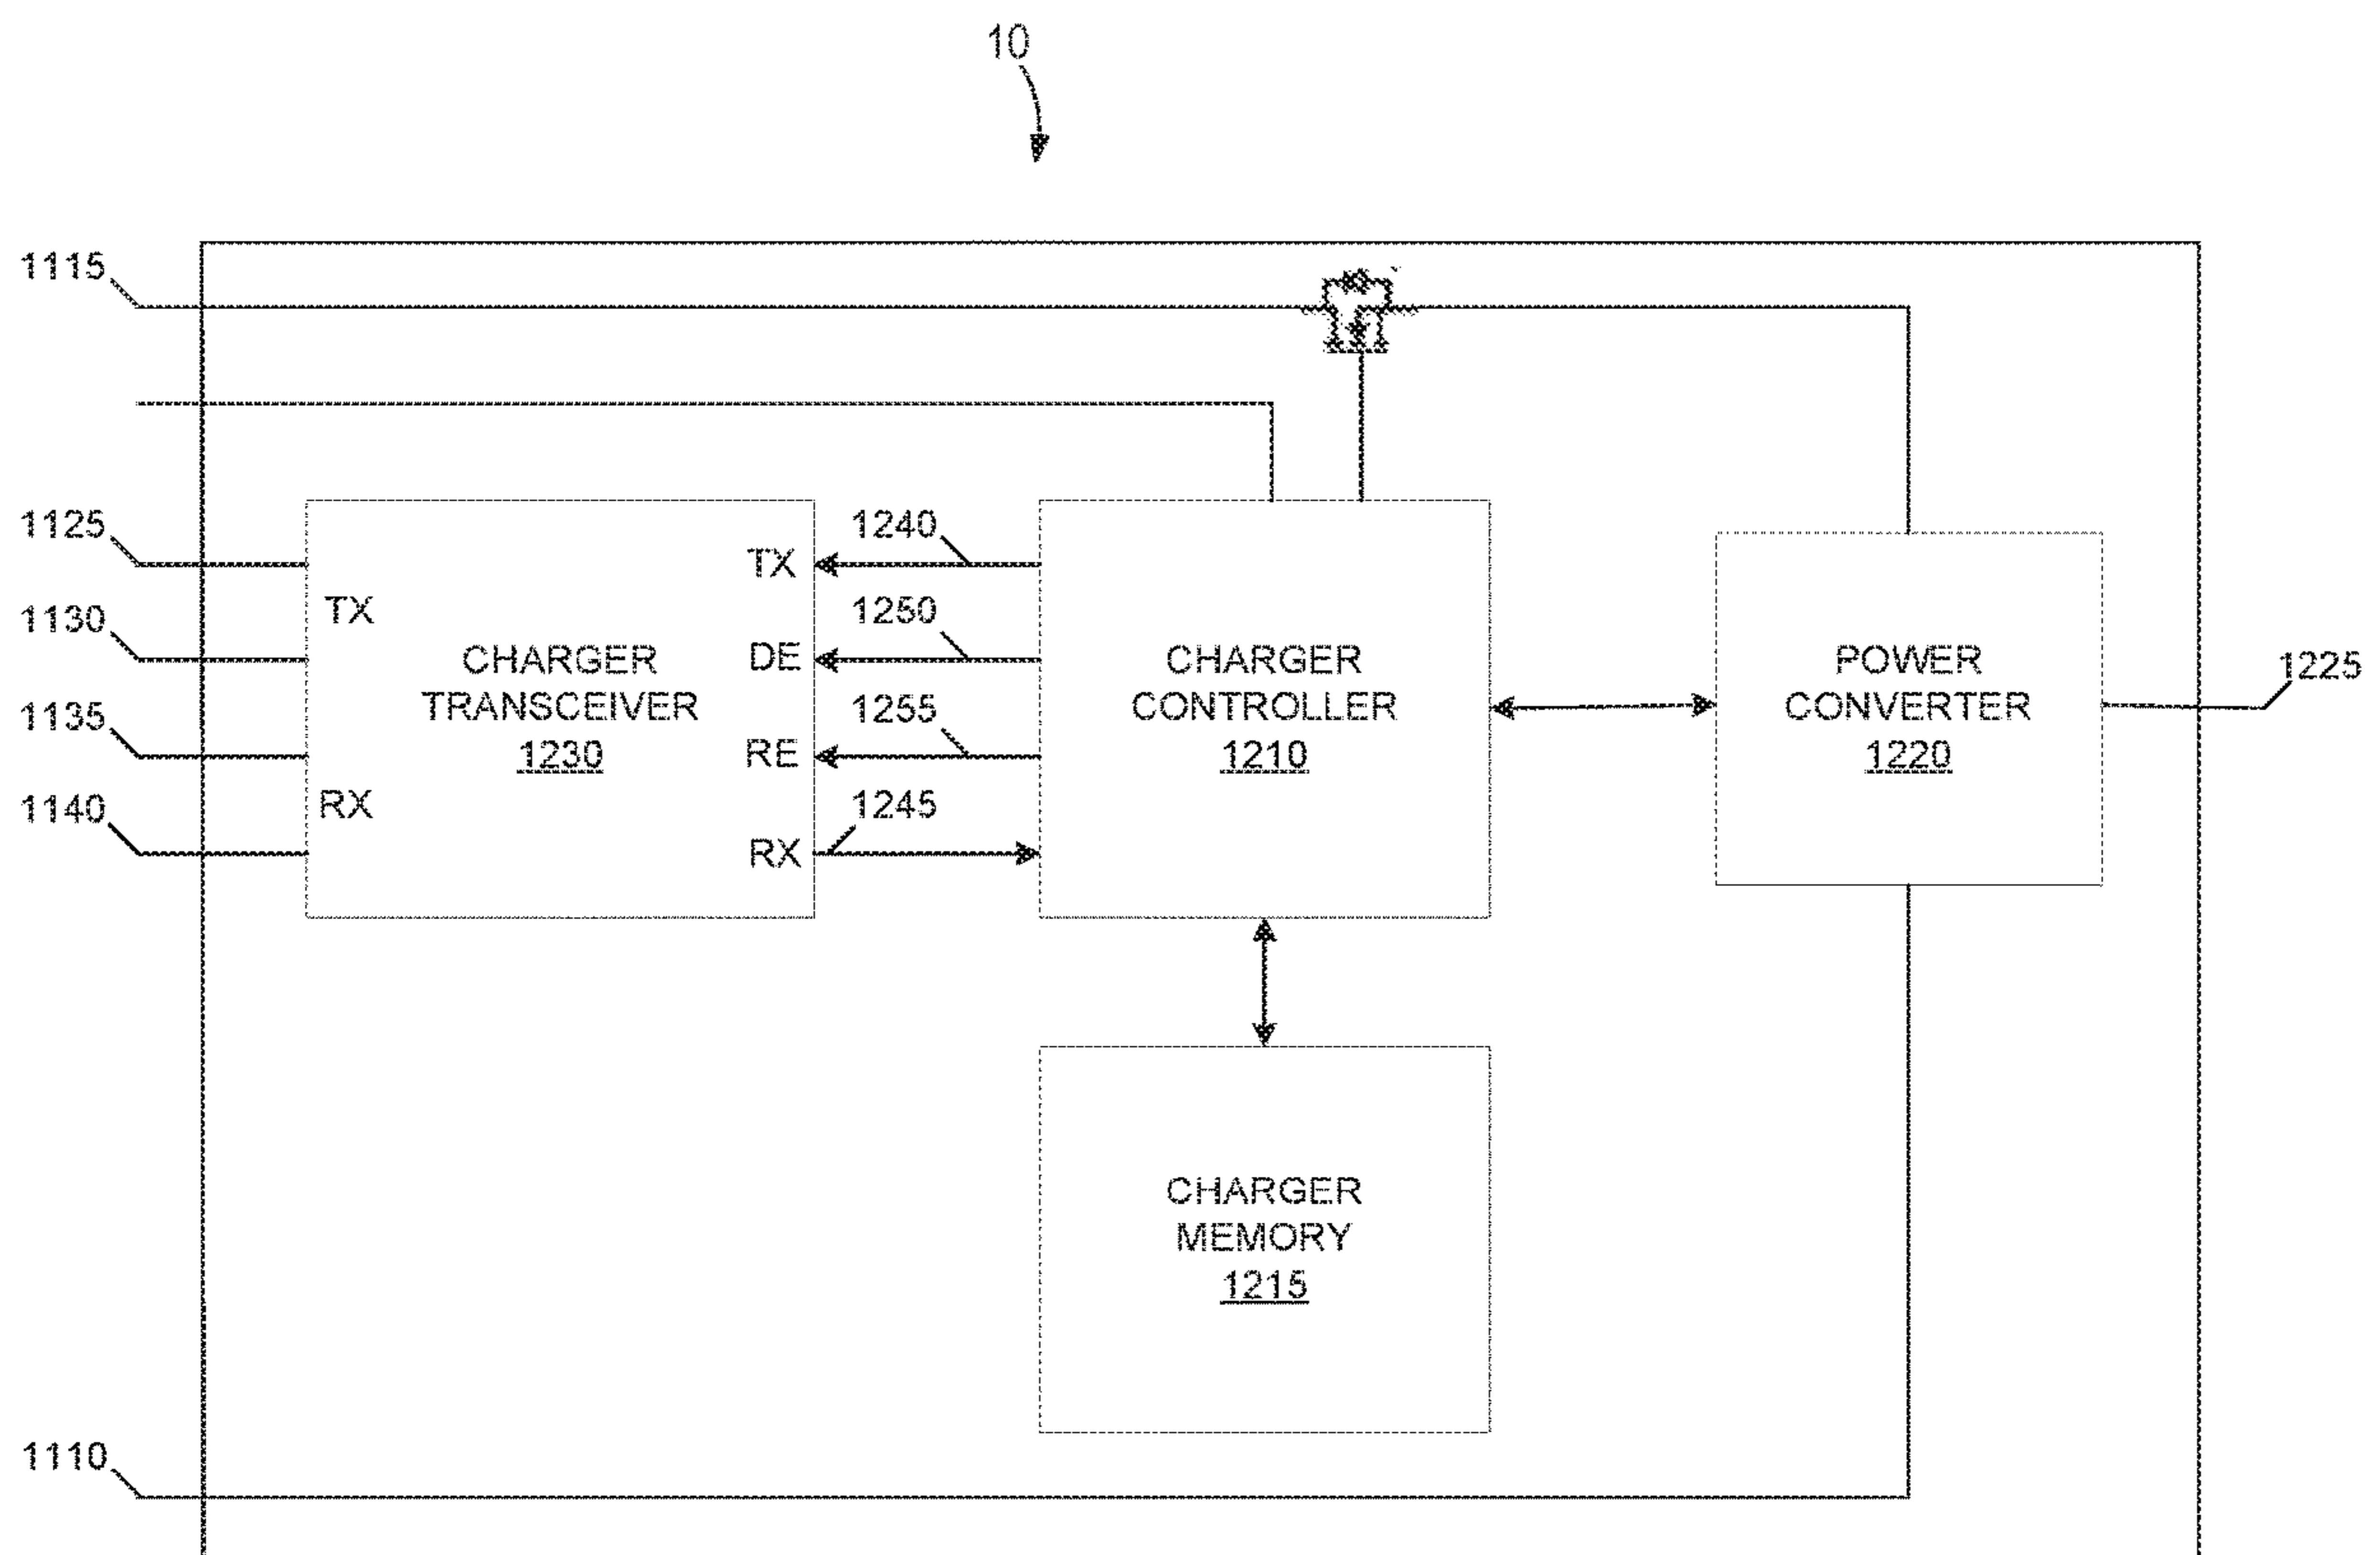 10
1115
1125
1130
1135
1140
1110
TX
RX
CHARGER
TRANSCEIVER
1230
TX
DE
RE
RX
1240
1250
1255
1245
CHARGER
CONTROLLER
1210
POWER
CONVERTER
1220
1225
CHARGER
MEMORY
1215